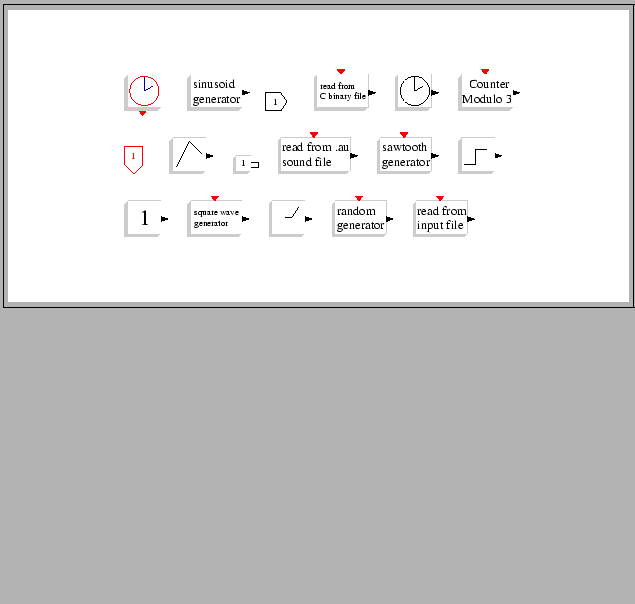 sinusoid
generator
1
read from
C binary file
Counter
Modulo 3
1
1
read from .au
sound file
sawtooth
generator
1
square wave
generator
random
generator
read from
input file